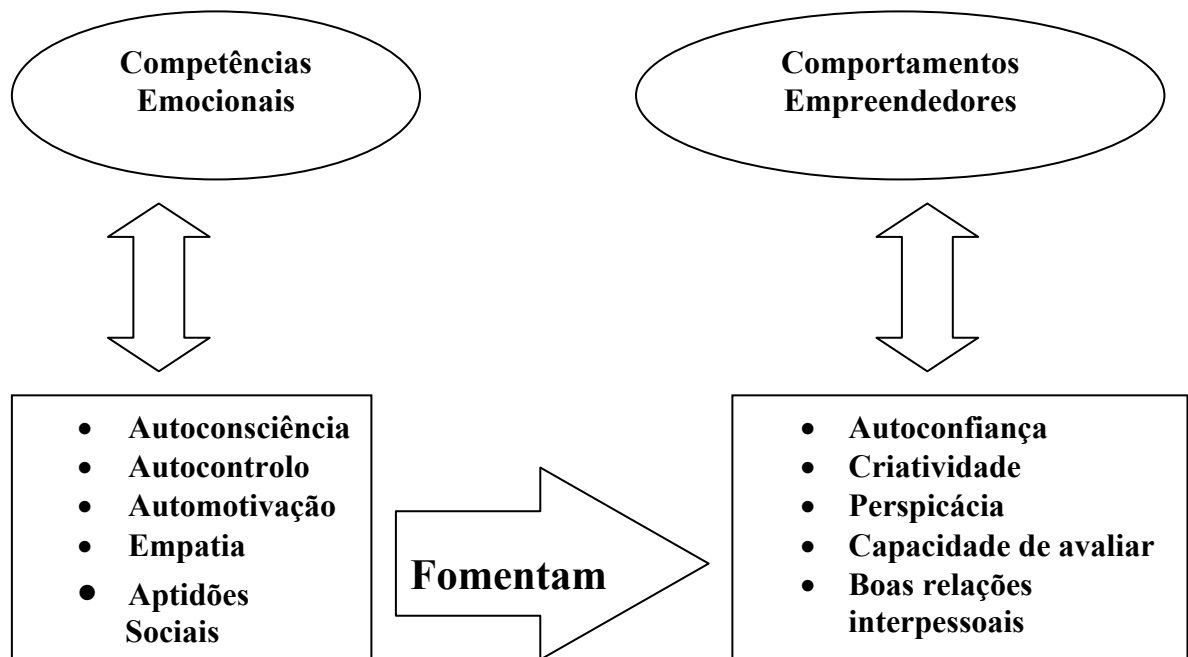 Competências
Emocionais
Comportamentos
Empreendedores
• Autoconsciência
• Autocontrolo
• Automotivação
• Empatia
• Aptidões
Sociais
Fomentam
• Autoconfiança
• Criatividade
• Perspicácia
• Capacidade de avaliar
• Boas relações
interpessoais